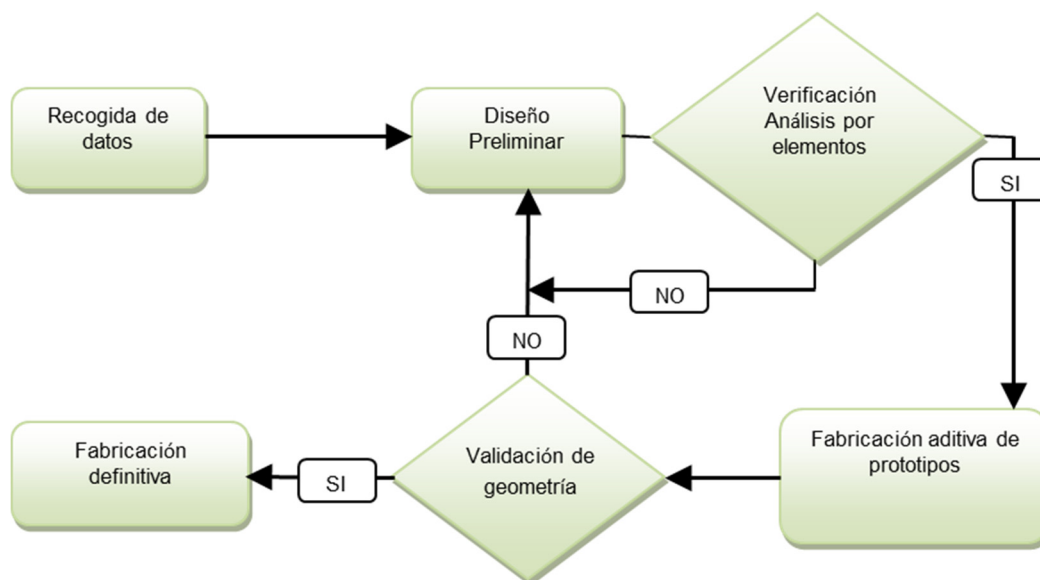 Recogida de
datos
Diseño
Preliminar
Verificación
Análisis por
elementos
SI
NO
NO
Fabricación
definitiva
SI
Validación de
geometría
Fabricación aditiva de
prototipos